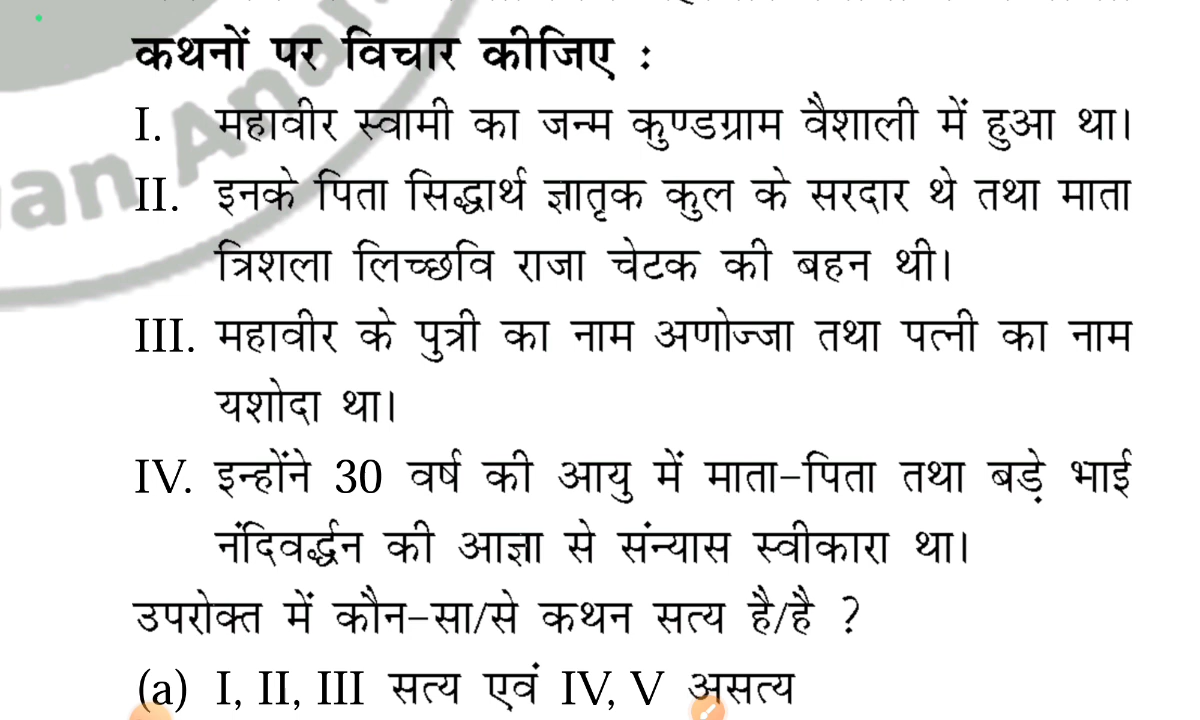 कथनों पर विचार कीजिए :
I. महावीर स्वामी का जन्म कुण्डग्राम वैशाली में हुआ था।
II. इनके पिता सिद्धार्थ ज्ञातृक कुल के सरदार थे तथा माता
त्रिशला लिच्छवि राजा चेटक की बहन थी।
III. महावीर के पुत्री का नाम अणोज्जा तथा पत्नी का नाम
यशोदा था।
IV. इन्होंने 30 वर्ष की आयु में माता-पिता तथा बड़े भाई
नंदिवर्द्धन की आज्ञा से संन्यास स्वीकारा था।
उपरोक्त में कौन-सा/से कथन सत्य है/है ?
(a) I, II, III सत्य एवं IV, V असत्य